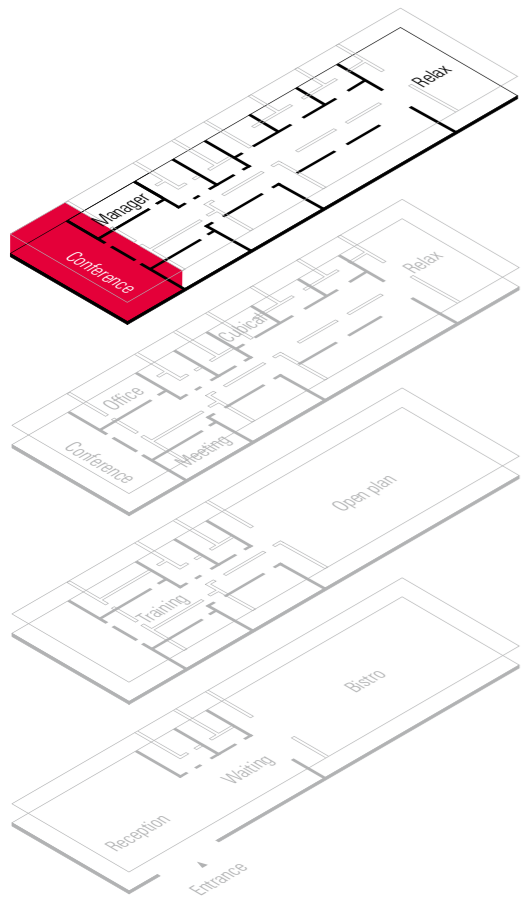 Relax
Manager
Conference
Relax
Cubical
Office
Conference
Meeting
Open plan
Training
Bistro
Waiting
Reception
Entrance